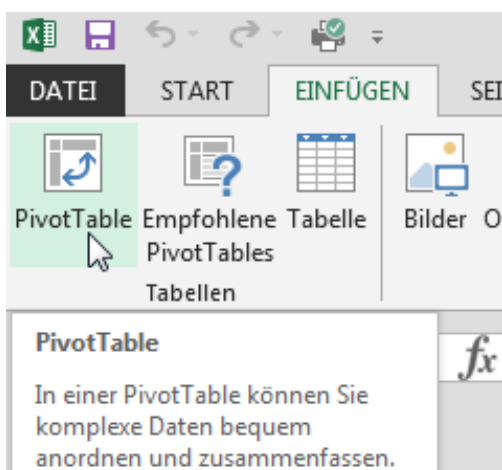 DATEI START EINFÜGEN SEI
PivotTable Empfohlene Tabelle Bilder O
PivotTables
Tabellen
PivotTable
fx
In einer PivotTable können Sie
komplexe Daten bequem
anordnen und zusammenfassen.